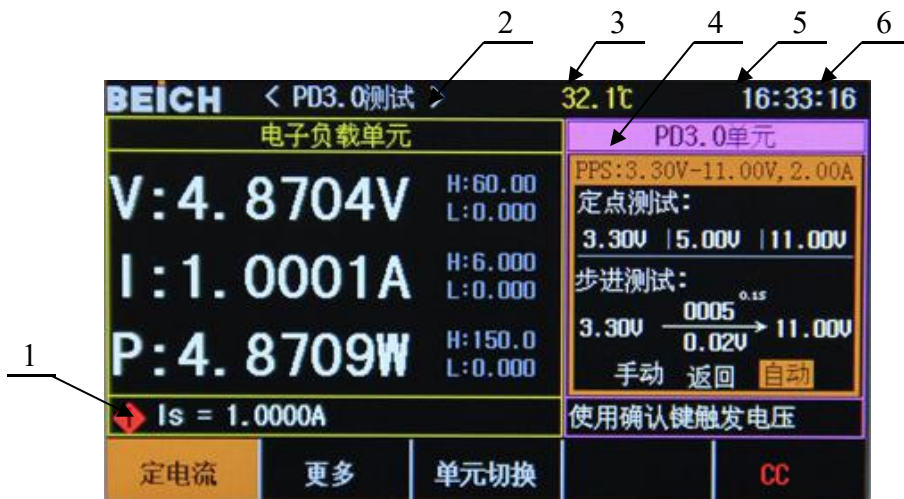 2 3 4 5 6
BEICH < PD3.0测试 > 32.1℃ 16:33:16
电子负载单元
V:4.8704V H:60.00
L:0.000
I:1.0001A H:6.000
L:0.000
P:4.8709W H:150.0
L:0.000
1
Is = 1.0000A
PD3.0单元
PPS:3.30V-11.00V,2.00A
定点测试:
3.30V |5.00V |11.00V
步进测试:
0005 0.1S
3.30V → 11.00V
0.02V
手动 返回 自动
使用确认键触发电压
定电流 更多 单元切换 CC